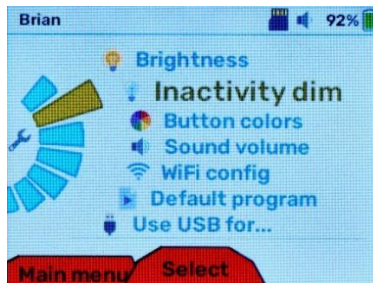 Brian 92%
Brightness
Inactivity dim
Button colors
Sound volume
WiFi config
Default program
Use USB for...
Main menu Select